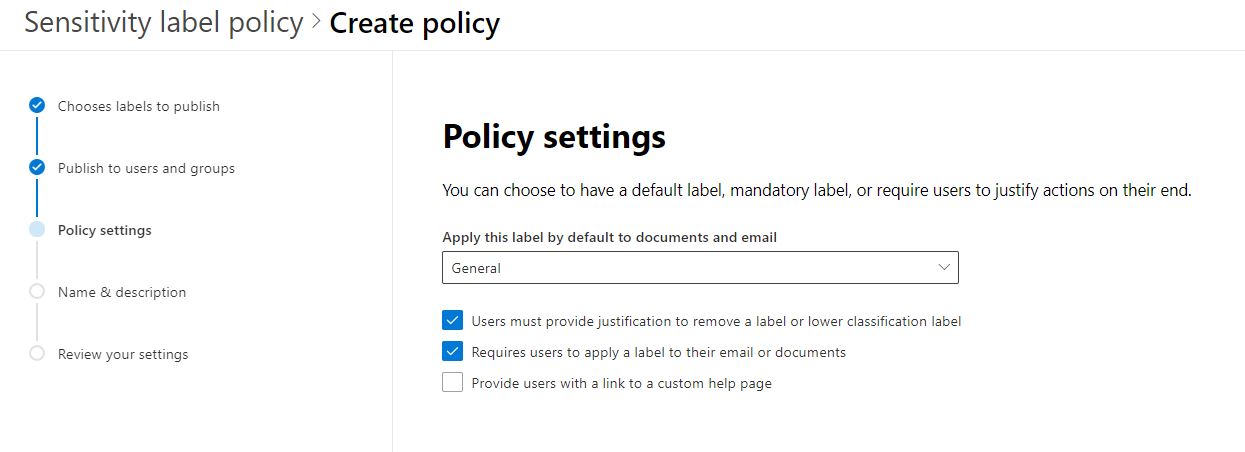 Sensitivity label policy > Create policy
Chooses labels to publish
Publish to users and groups
Policy settings
Name & description
Review your settings
Policy settings
You can choose to have a default label, mandatory label, or require users to justify actions on their end.
Apply this label by default to documents and email
General
Users must provide justification to remove a label or lower classification label
Requires users to apply a label to their email or documents
Provide users with a link to a custom help page